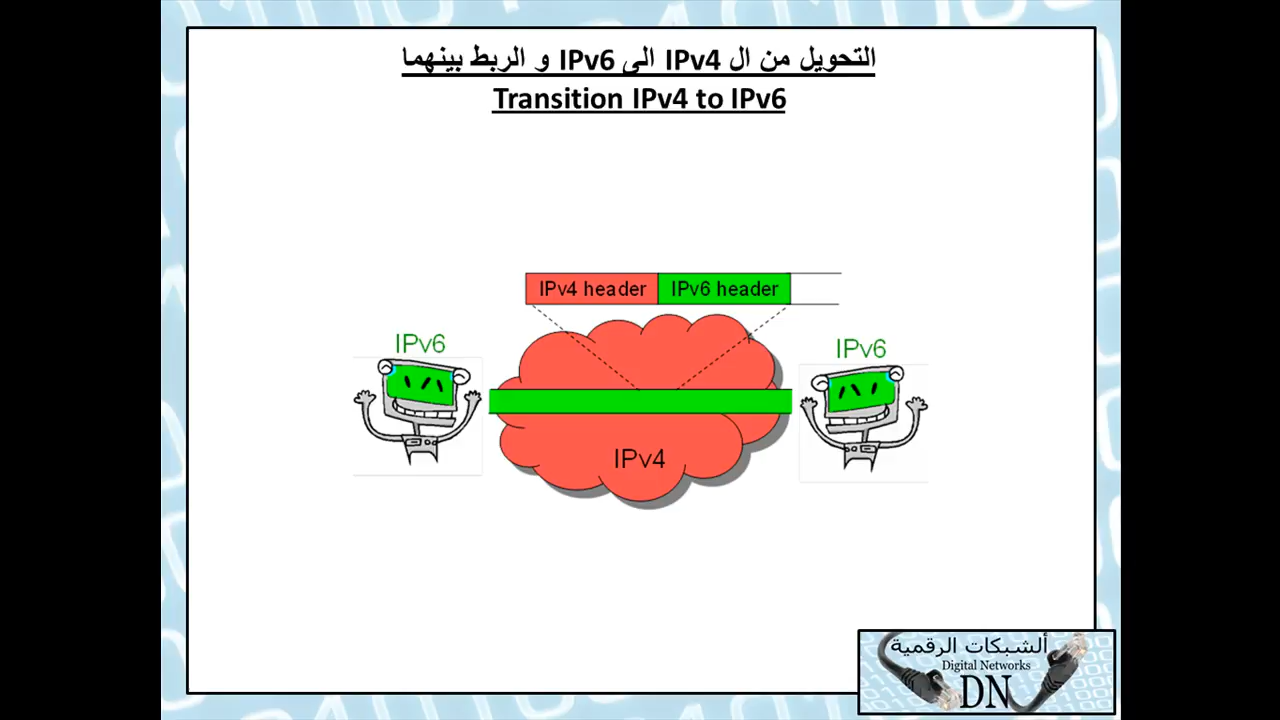 التحويل من ال IPv4 الى IPv6 و الربط بينهما
Transition IPv4 to IPv6
IPv4 header IPv6 header
IPv6
IPv6
IPv4
ألشبكات الرقمية
Digital Networks
DN